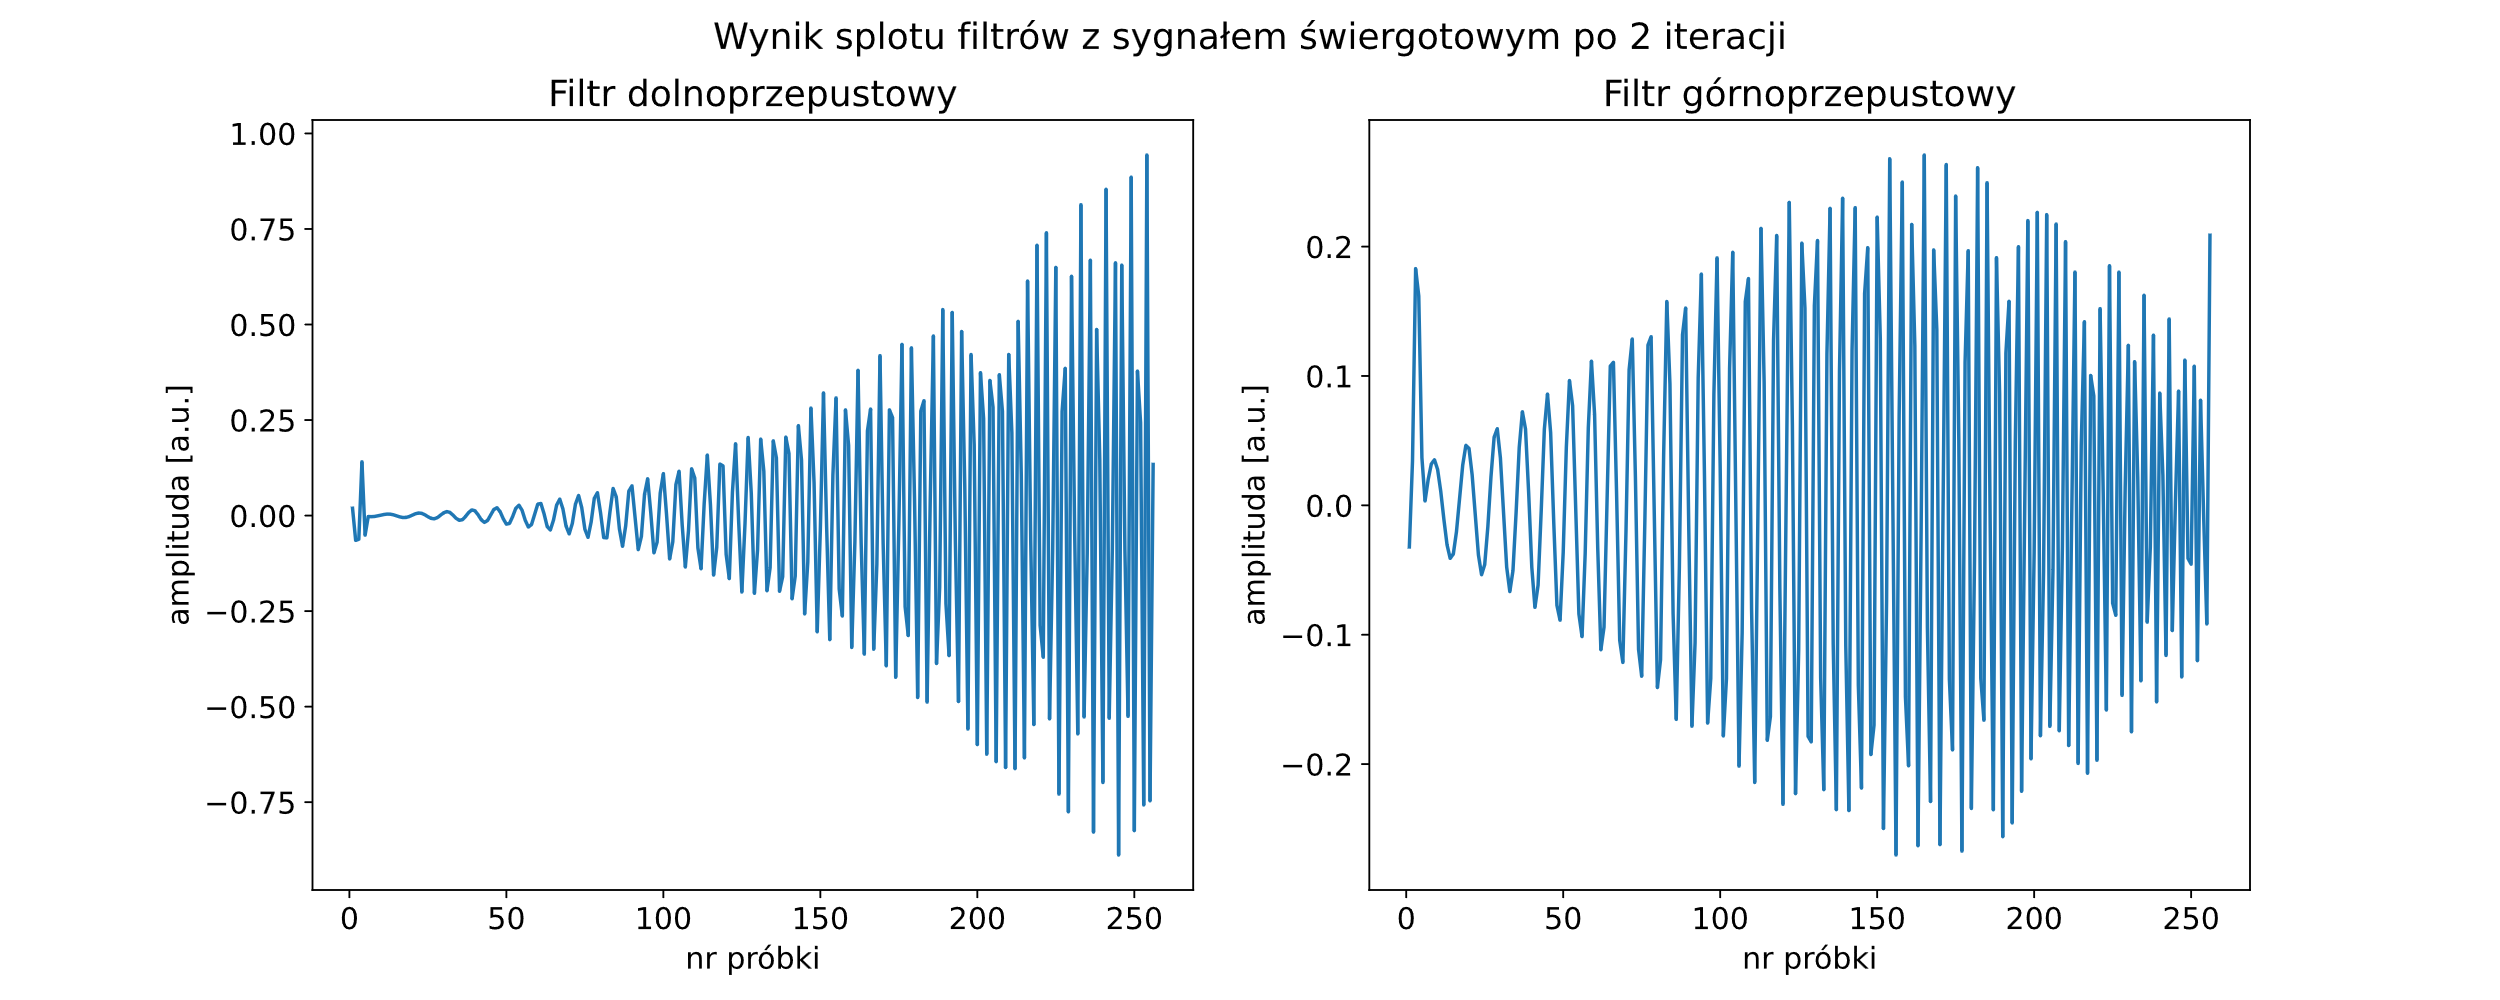 Wynik splotu filtrów z sygnałem świergotowym po 2 iteracji
Filtr dolnoprzepustowy
1.00
0.75
0.50
0.25
0.00
−0.25
−0.50
−0.75
amplituda [a.u.]
0 50 100 150 200 250
nr próbki
Filtr górnoprzepustowy
0.2
0.1
0.0
−0.1
−0.2
amplituda [a.u.]
0 50 100 150 200 250
nr próbki